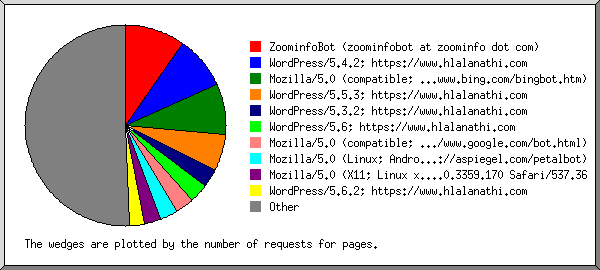 ZoominfoBot (zoominfobot at zoominfo dot com)
WordPress/5.4.2; https://www.hlalanathi.com
Mozilla/5.0 (compatible; ...www.bing.com/bingbot.htm)
WordPress/5.5.3; https://www.hlalanathi.com
WordPress/5.3.2; https://www.hlalanathi.com
WordPress/5.6; https://www.hlalanathi.com
Mozilla/5.0 (compatible; .../www.google.com/bot.html)
Mozilla/5.0 (Linux; Andro...://aspiegel.com/petalbot)
Mozilla/5.0 (X11; Linux x....0.3359.170 Safari/537.36
WordPress/5.6.2; https://www.hlalanathi.com
Other
The wedges are plotted by the number of requests for pages.